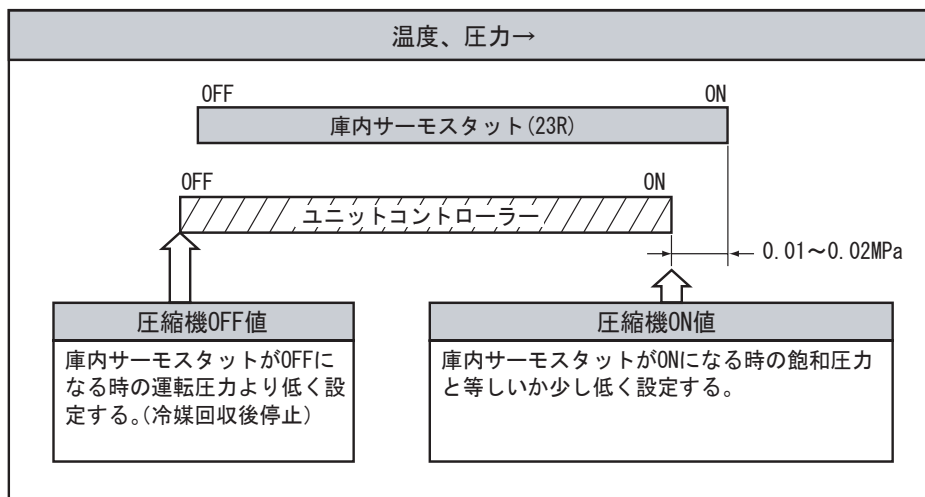 温度、圧力→
OFF ON
庫内サーモスタット(23R)
OFF ON
ユニットコントローラー
0.01～0.02MPa
圧縮機OFF値
庫内サーモスタットがOFFに
なる時の運転圧力より低く設
定する。(冷媒回収後停止)
圧縮機ON値
庫内サーモスタットがONになる時の飽和圧力
と等しいか少し低く設定する。